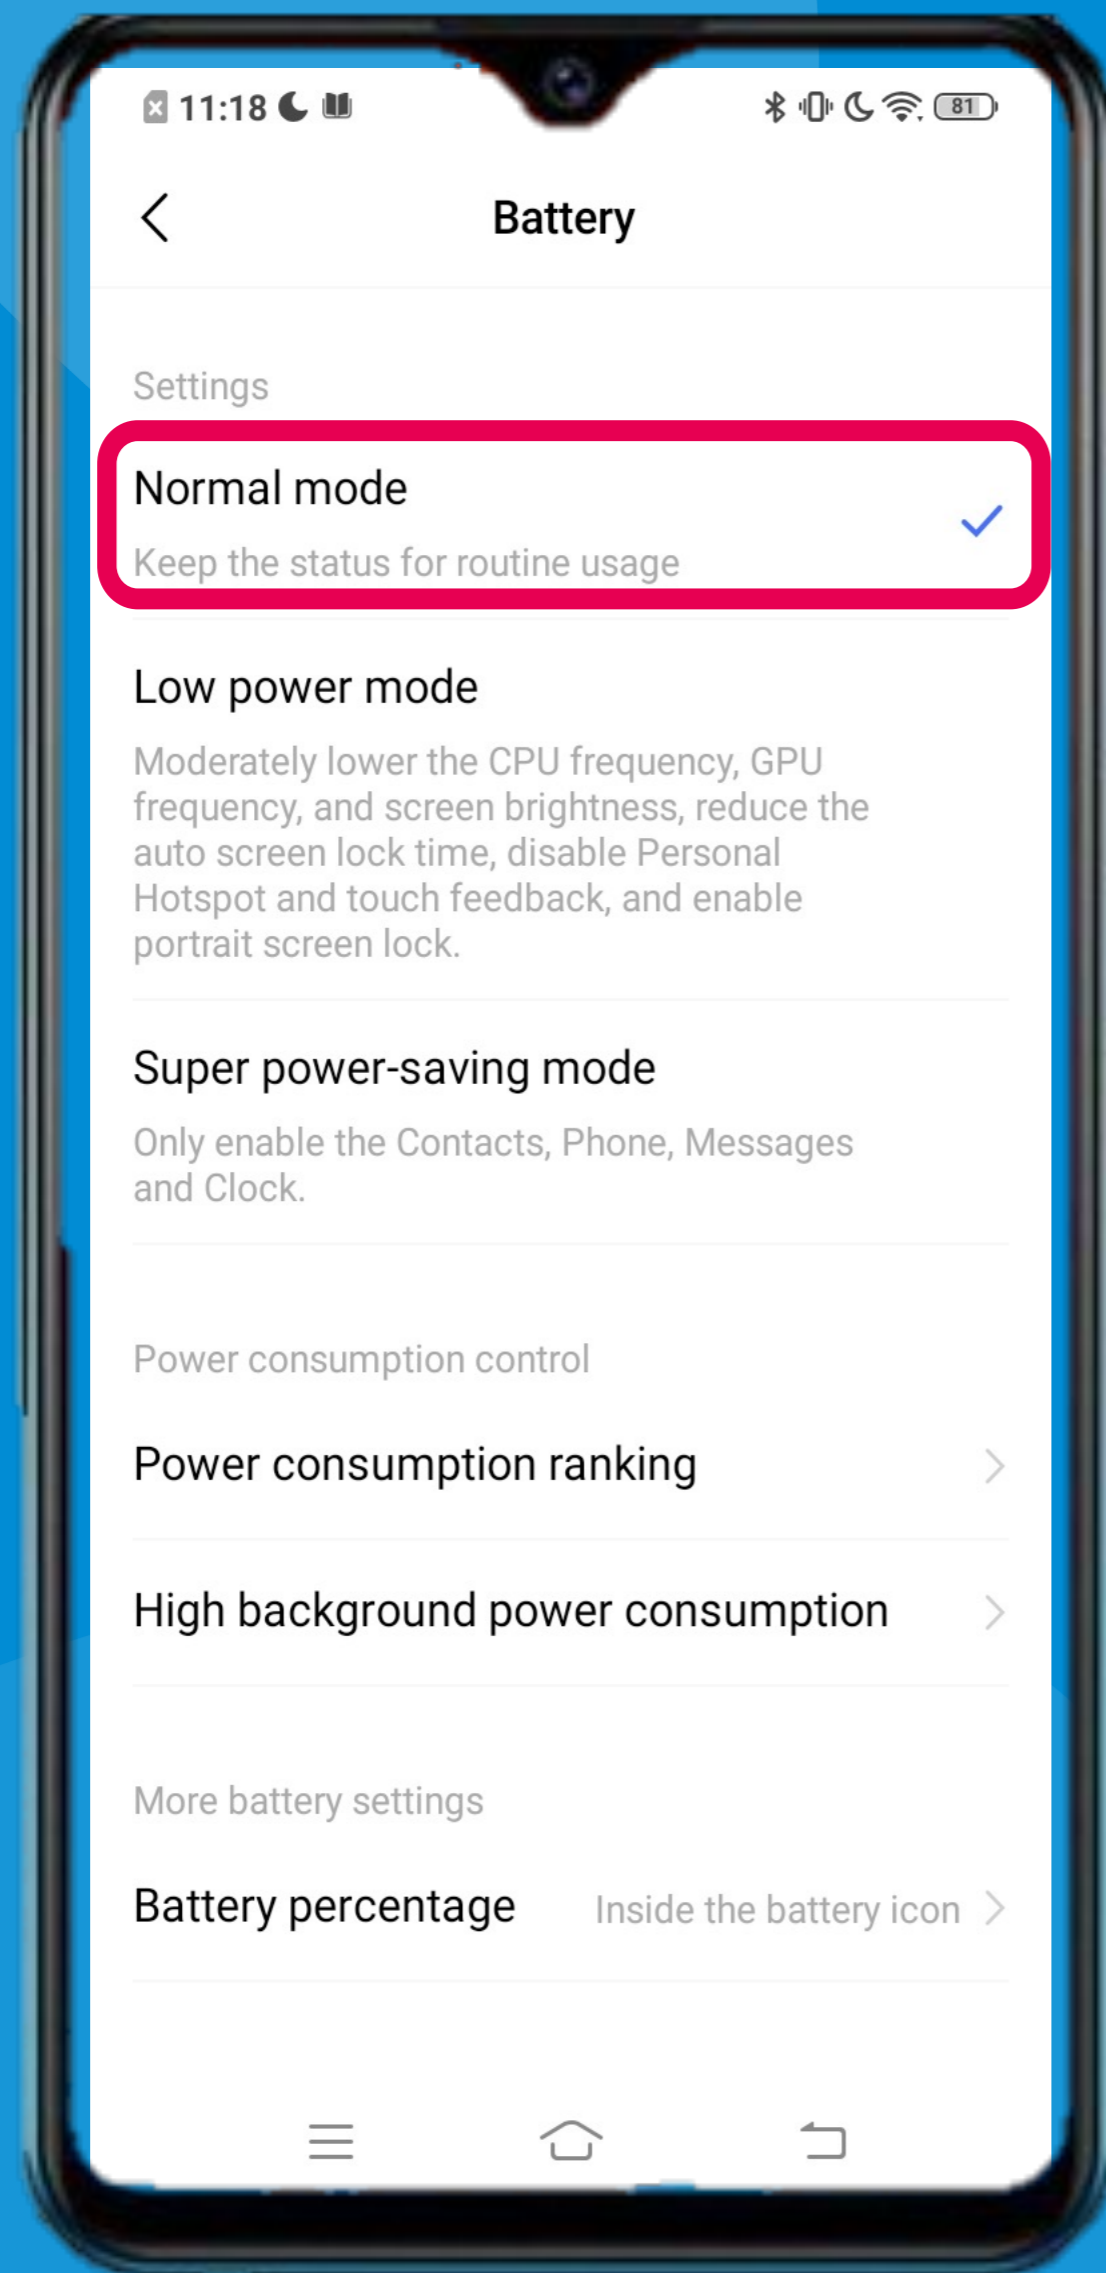 11:18
81
Battery
Settings
Normal mode
Keep the status for routine usage
Low power mode
Moderately lower the CPU frequency, GPU
frequency, and screen brightness, reduce the
auto screen lock time, disable Personal
Hotspot and touch feedback, and enable
portrait screen lock.
Super power-saving mode
Only enable the Contacts, Phone, Messages
and Clock.
Power consumption control
Power consumption ranking
High background power consumption
More battery settings
Battery percentage Inside the battery icon